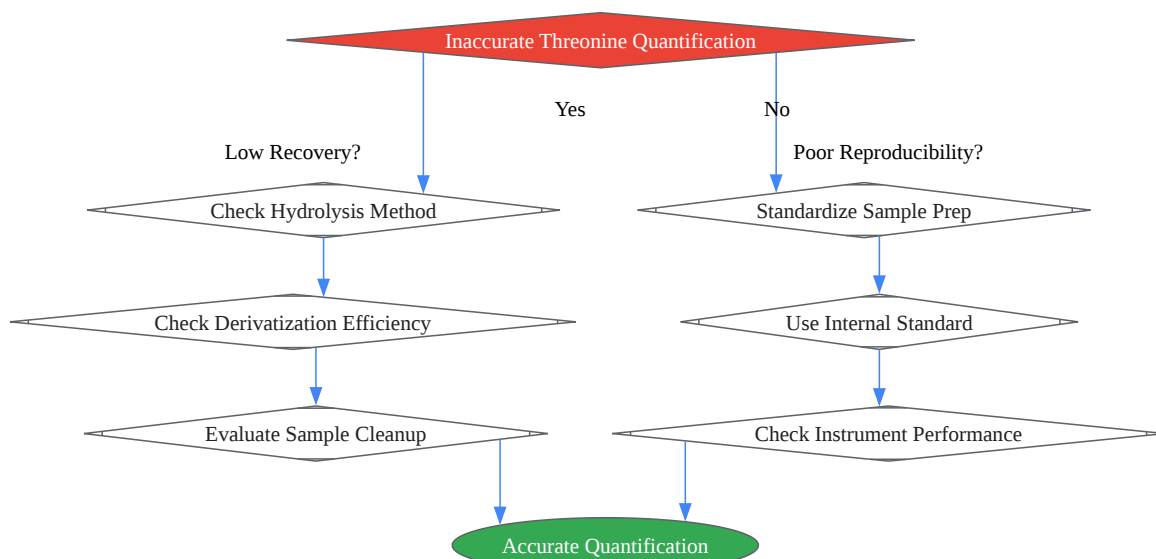 Inaccurate Threonine Quantification
Yes
No
Low Recovery?
Poor Reproducibility?
Check Hydrolysis Method
Standardize Sample Prep
Check Derivatization Efficiency
Use Internal Standard
Evaluate Sample Cleanup
Check Instrument Performance
Accurate Quantification